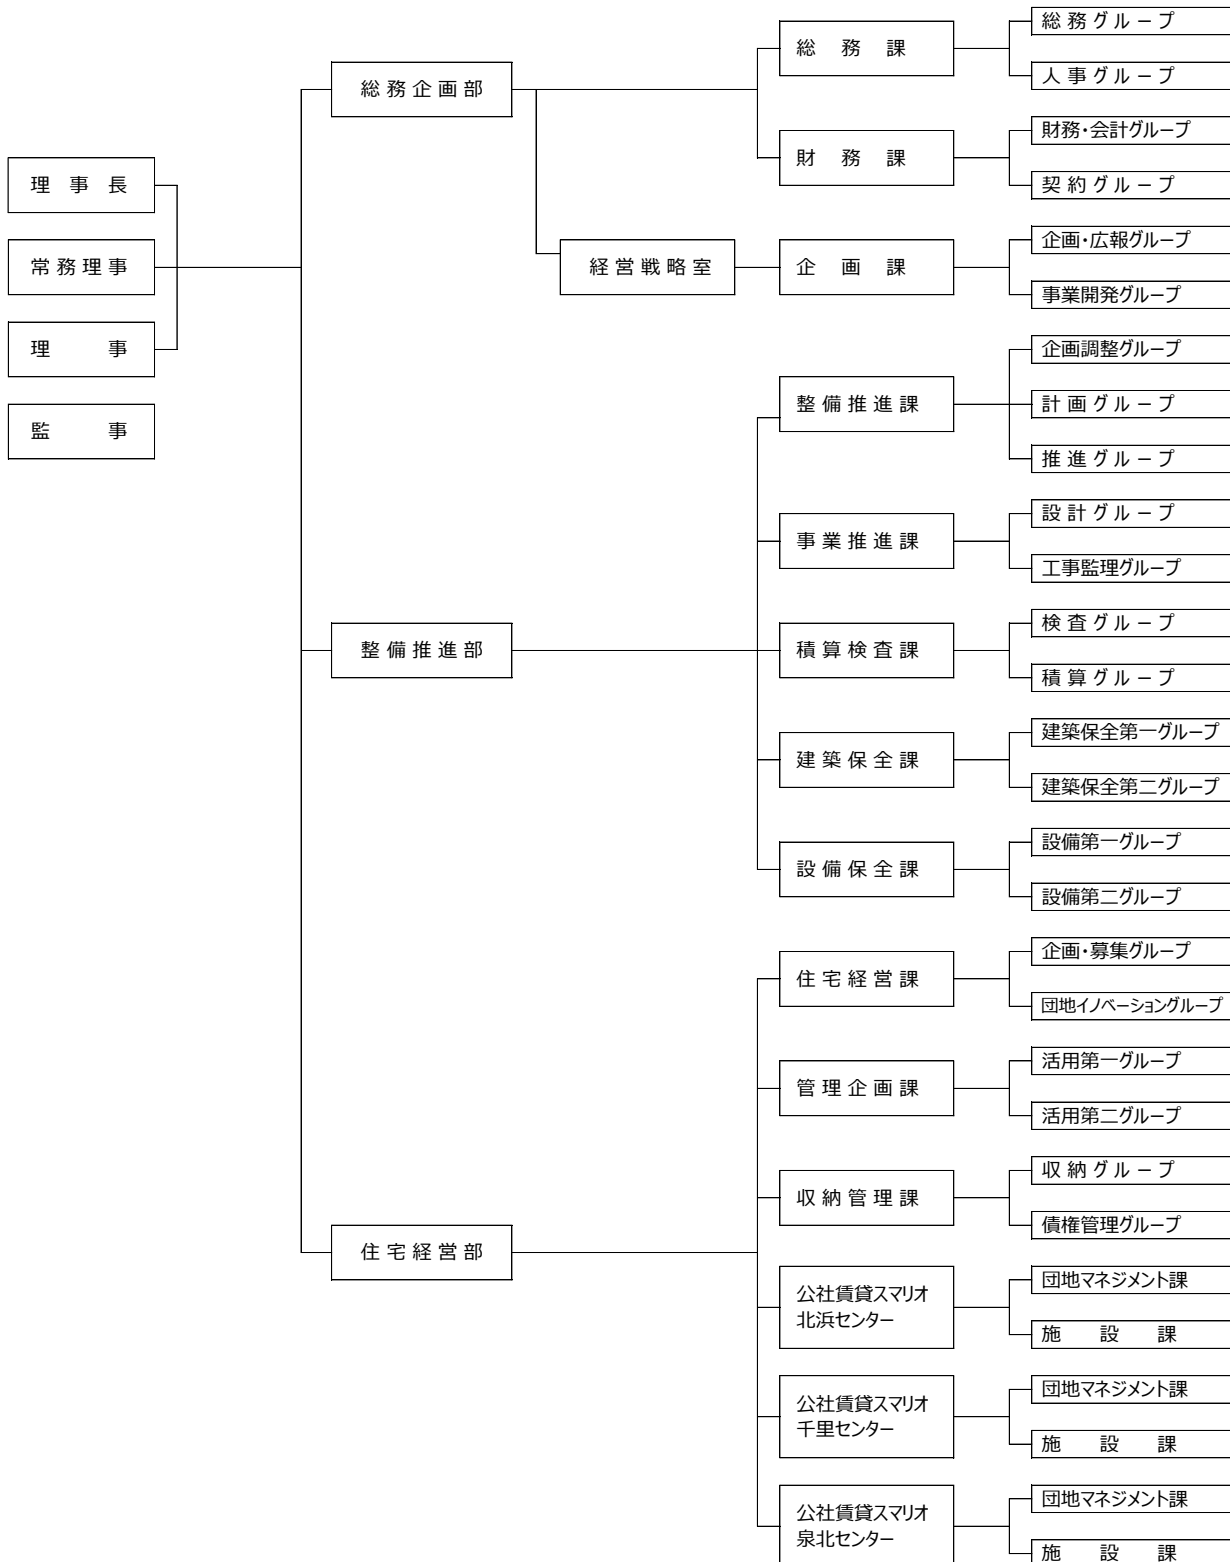 理事長
常務理事
理事
監事
総務企画部
総務課
総務グループ
人事グループ
財務課
財務・会計グループ
契約グループ
経営戦略室
企画課
企画・広報グループ
事業開発グループ
整備推進部
整備推進課
企画調整グループ
計画グループ
推進グループ
事業推進課
設計グループ
工事監理グループ
積算検査課
検査グループ
積算グループ
建築保全課
建築保全第一グループ
建築保全第二グループ
設備保全課
設備第一グループ
設備第二グループ
住宅経営部
住宅経営課
企画・募集グループ
団地イノベーショングループ
管理企画課
活用第一グループ
活用第二グループ
収納管理課
収納グループ
債権管理グループ
公社賃貸スマリオ
北浜センター
団地マネジメント課
施設課
公社賃貸スマリオ
千里センター
団地マネジメント課
施設課
公社賃貸スマリオ
泉北センター
団地マネジメント課
施設課